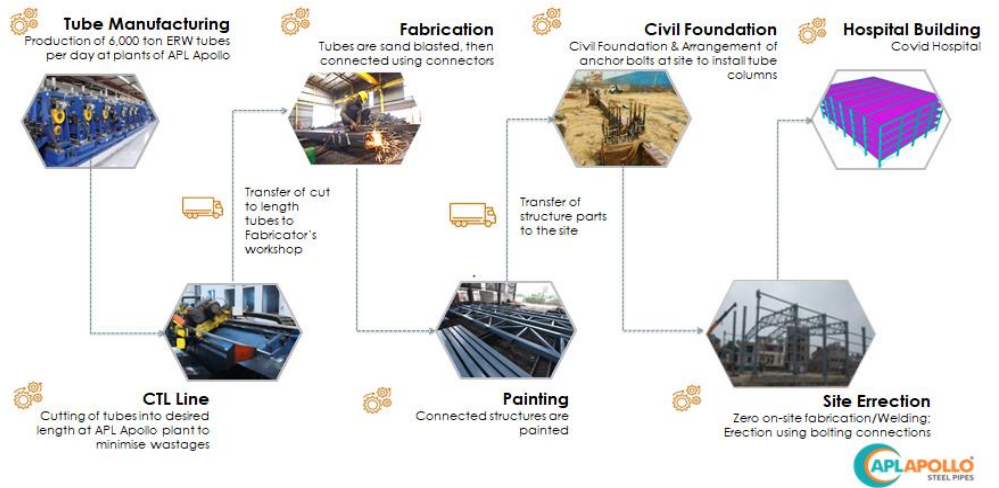 Tube Manufacturing
Production of 6,000 ton ERW tubes
per day at plants of APL Apollo
Fabrication
Tubes are sand blasted, then
connected using connectors
Civil Foundation
Civil Foundation & Arrangement of
anchor bolts at site to install tube
columns
Hospital Building
Covid Hospital
Transfer of cut
to length
tubes to
Fabricator's
workshop
Transfer of
structure parts
to the site
CTL Line
Cutting of tubes into desired
length at APL Apollo plant to
minimise wastages
Painting
Connected structures are
painted
Site Errection
Zero on-site fabrication/Welding;
Erection using bolting connections
APLAPOLLO
STEEL PIPES